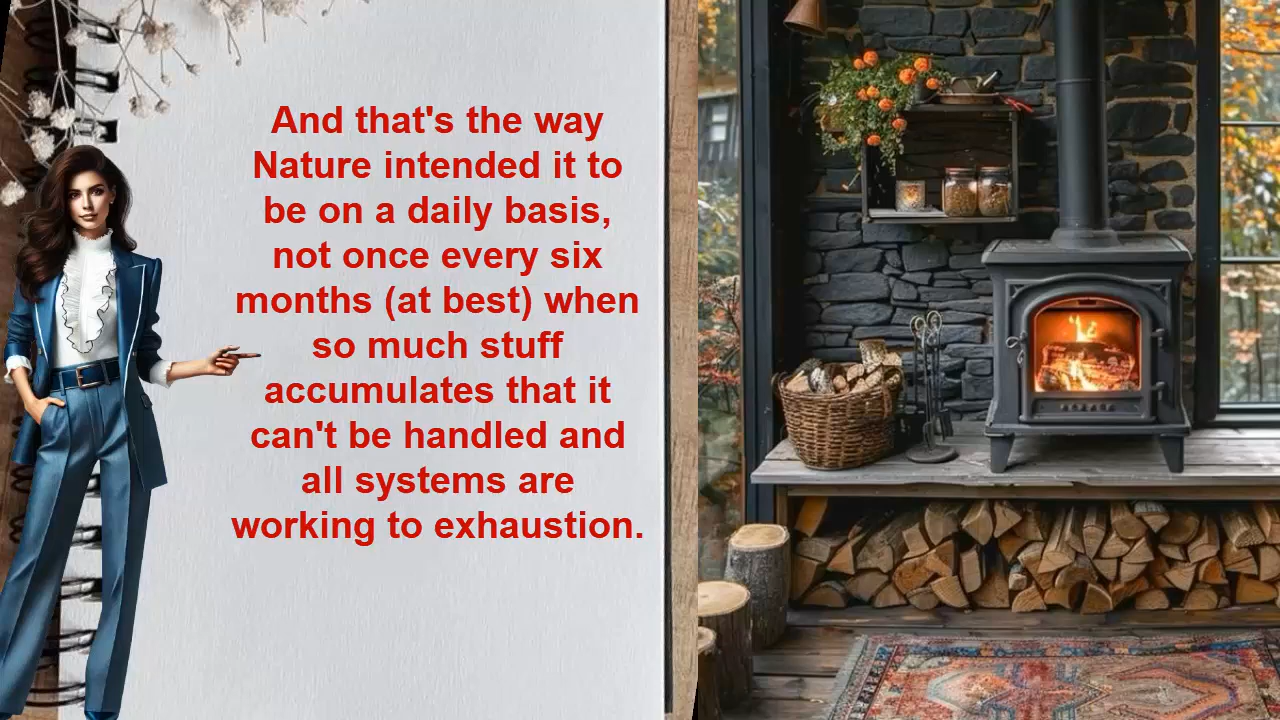 And that's the way
Nature intended it to
be on a daily basis,
not once every six
months (at best) when
so much stuff
accumulates that it
can't be handled and
all systems are
working to exhaustion.